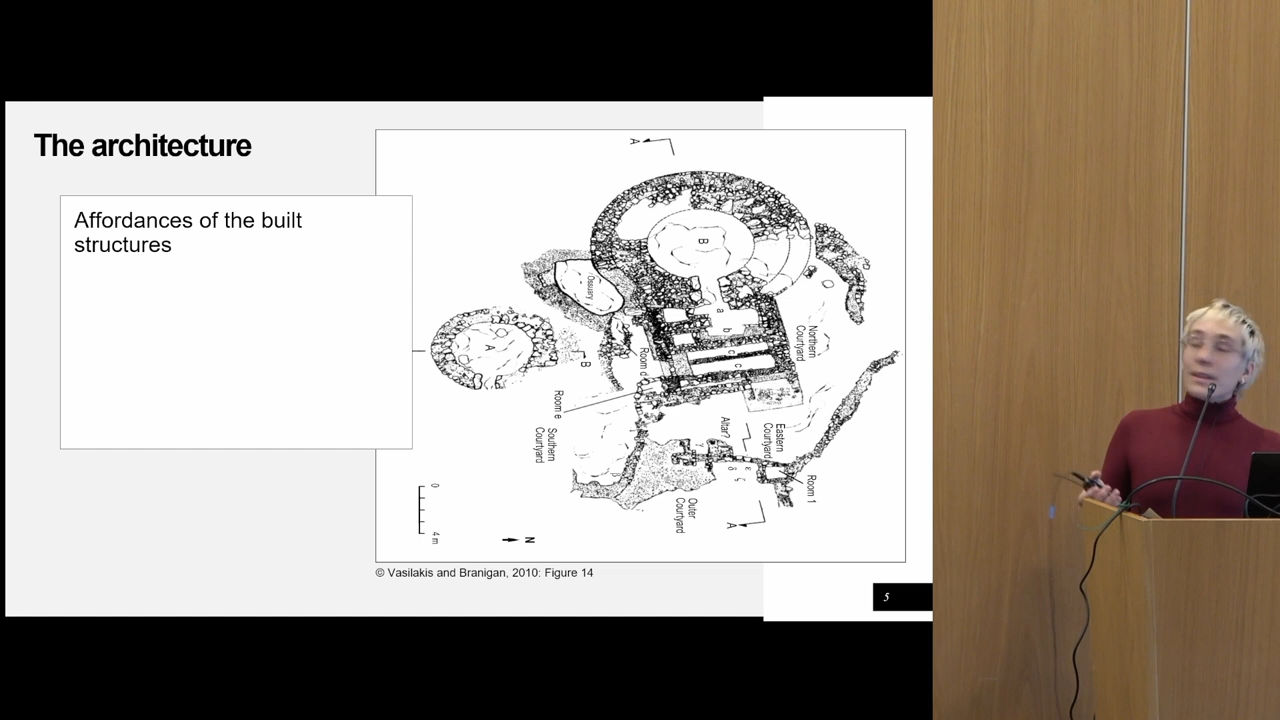 The architecture
Affordances of the built
structures
A
B
Ossuary
A
B
a
b
c
Northern
Courtyard
Room d
Room e
Southern
Courtyard
Altar?
Eastern
Courtyard
Room 1
Outer
Courtyard
A
0
4 m
N
© Vasilakis and Branigan, 2010: Figure 14
5